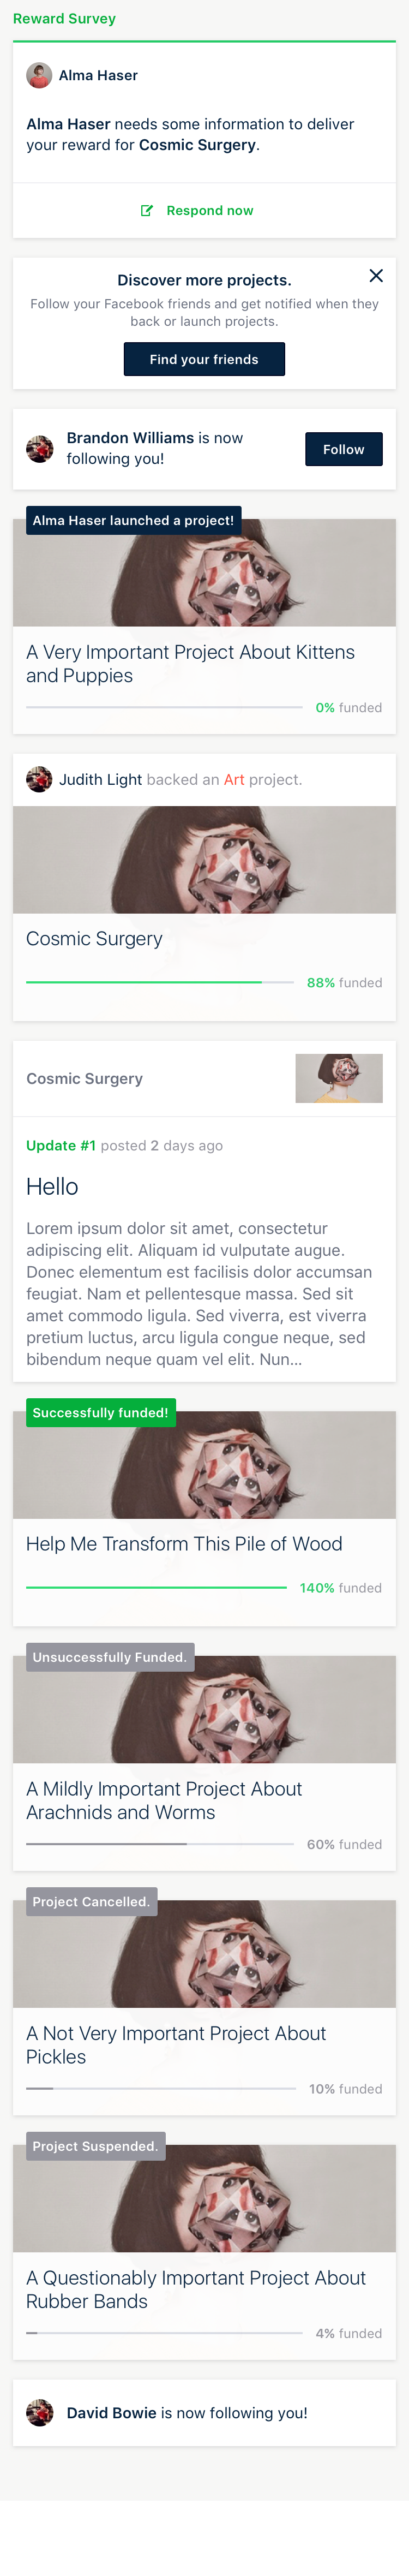 Reward Survey
Alma Haser
Alma Haser needs some information to deliver
your reward for Cosmic Surgery.
Respond now
Discover more projects.
Follow your Facebook friends and get notified when they
back or launch projects.
Find your friends
Brandon Williams is now
following you!
Follow
Alma Haser launched a project!
A Very Important Project About Kittens
and Puppies
0% funded
Judith Light backed an Art project.
Cosmic Surgery
88% funded
Cosmic Surgery
Update #1 posted 2 days ago
Hello
Lorem ipsum dolor sit amet, consectetur
adipiscing elit. Aliquam id vulputate augue.
Donec elementum est facilisis dolor accumsan
feugiat. Nam et pellentesque massa. Sed sit
amet commodo ligula. Sed viverra, est viverra
pretium luctus, arcu ligula congue neque, sed
bibendum neque quam vel elit. Nun...
Successfully funded!
Help Me Transform This Pile of Wood
140% funded
Unsuccessfully Funded.
A Mildly Important Project About
Arachnids and Worms
60% funded
Project Cancelled.
A Not Very Important Project About
Pickles
10% funded
Project Suspended.
A Questionably Important Project About
Rubber Bands
4% funded
David Bowie is now following you!